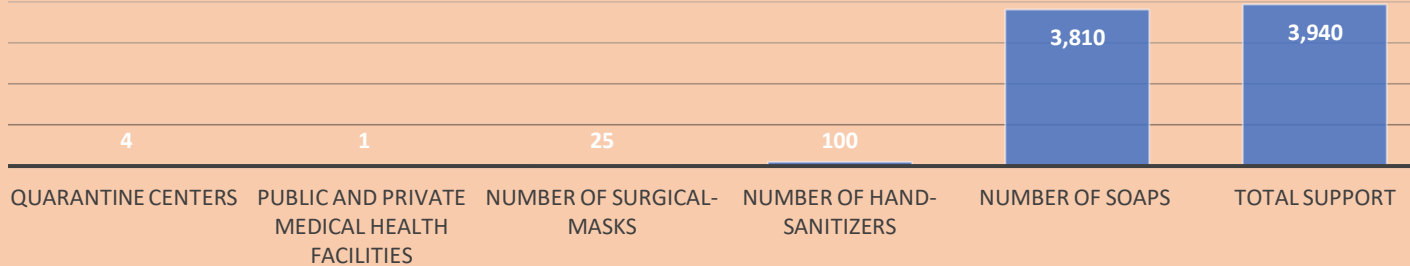 3,810
3,940
4
1
25
100
QUARANTINE CENTERS
PUBLIC AND PRIVATE
MEDICAL HEALTH
FACILITIES
NUMBER OF SURGICAL-
MASKS
NUMBER OF HAND-
SANITIZERS
NUMBER OF SOAPS
TOTAL SUPPORT